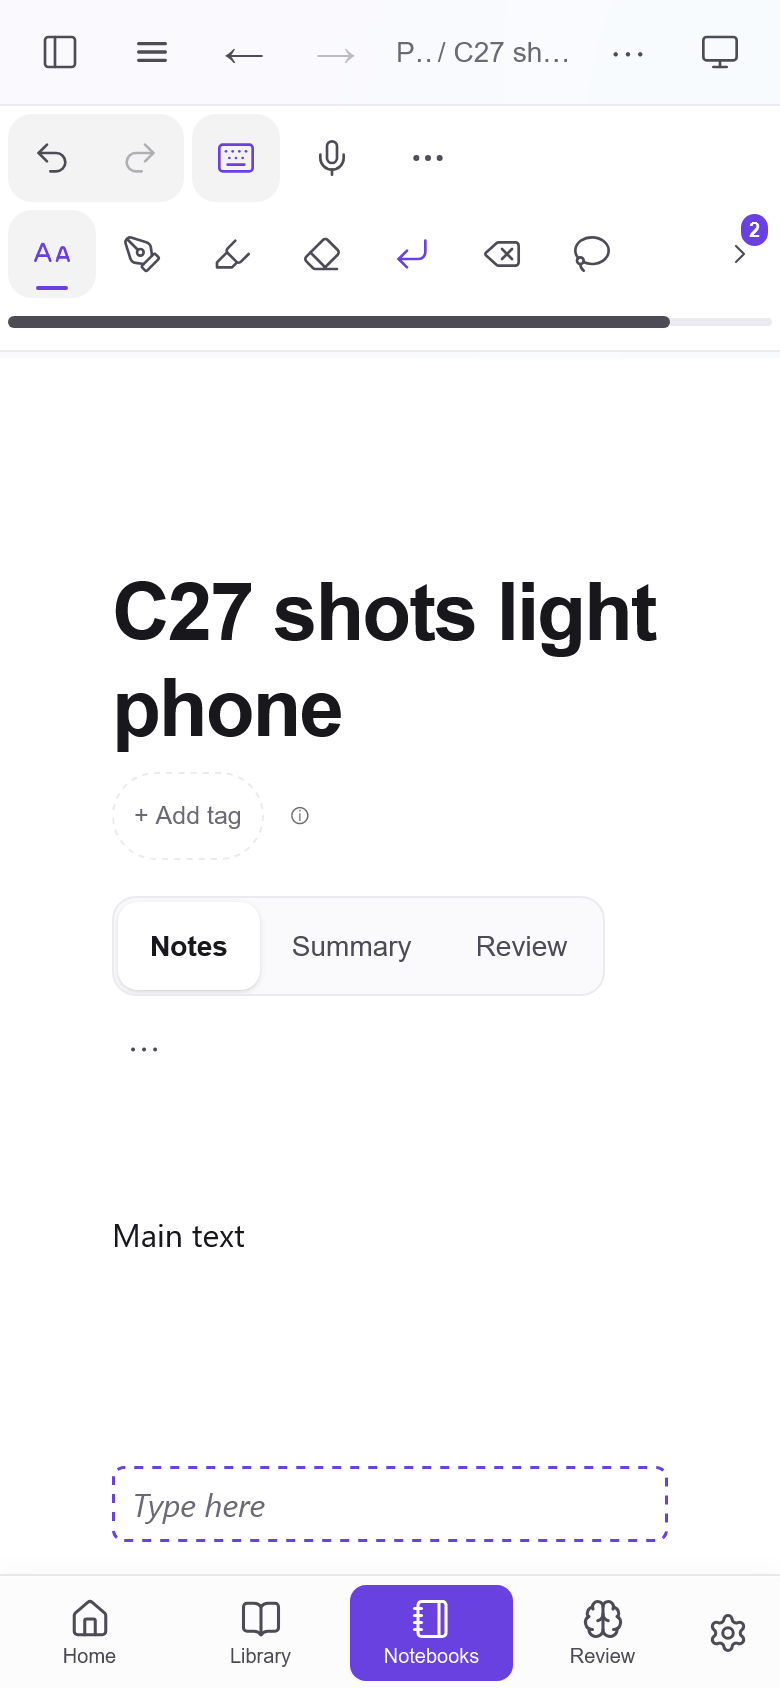 P.. / C27 sh...
2
C27 shots light
phone
+ Add tag
Notes Summary Review
Main text
Type here
Home Library Notebooks Review